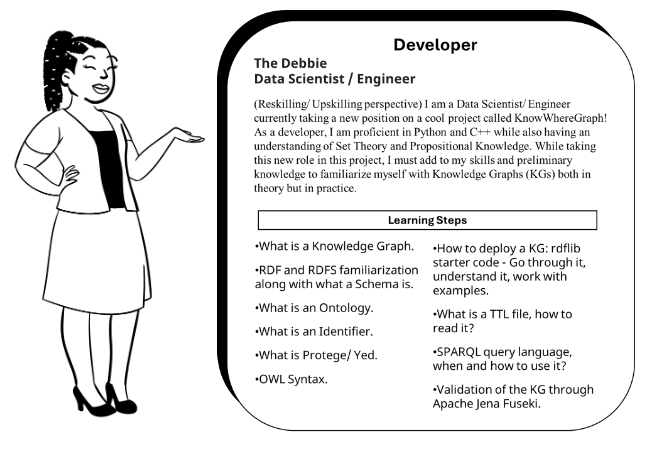 Developer
The Debbie
Data Scientist / Engineer
(Reskilling/ Upskilling perspective) I am a Data Scientist/ Engineer
currently taking a new position on a cool project called KnowWhereGraph!
As a developer, I am proficient in Python and C++ while also having an
understanding of Set Theory and Propositional Knowledge. While taking
this new role in this project, I must add to my skills and preliminary
knowledge to familiarize myself with Knowledge Graphs (KGs) both in
theory but in practice.
Learning Steps
•What is a Knowledge Graph.
•RDF and RDFS familiarization
along with what a Schema is.
•What is an Ontology.
•What is an Identifier.
•What is Protege/ Yed.
•OWL Syntax.
•How to deploy a KG: rdflib
starter code - Go through it,
understand it, work with
examples.
•What is a TTL file, how to
read it?
•SPARQL query language,
when and how to use it?
•Validation of the KG through
Apache Jena Fuseki.